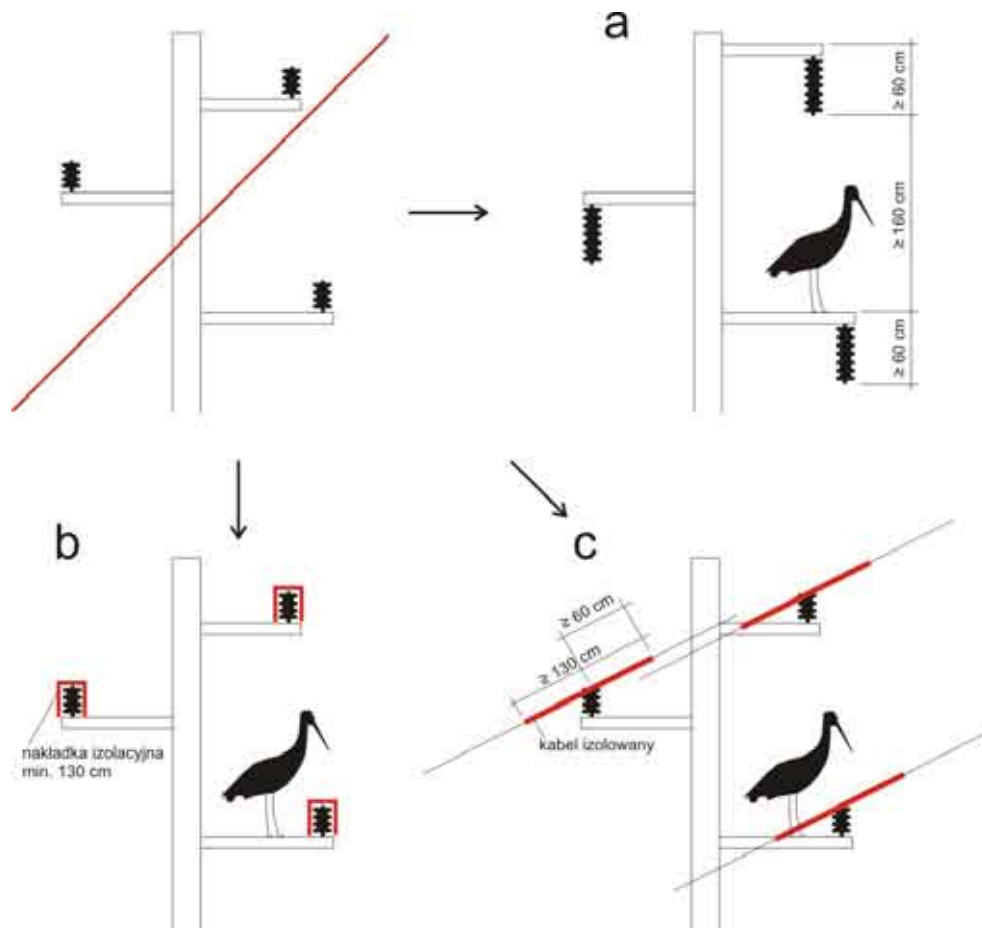 a
≥ 60 cm
≥ 160 cm
≥ 60 cm
b
c
≥ 60 cm
≥ 130 cm
nakładka izolacyjna
min. 130 cm
kabel izolowany